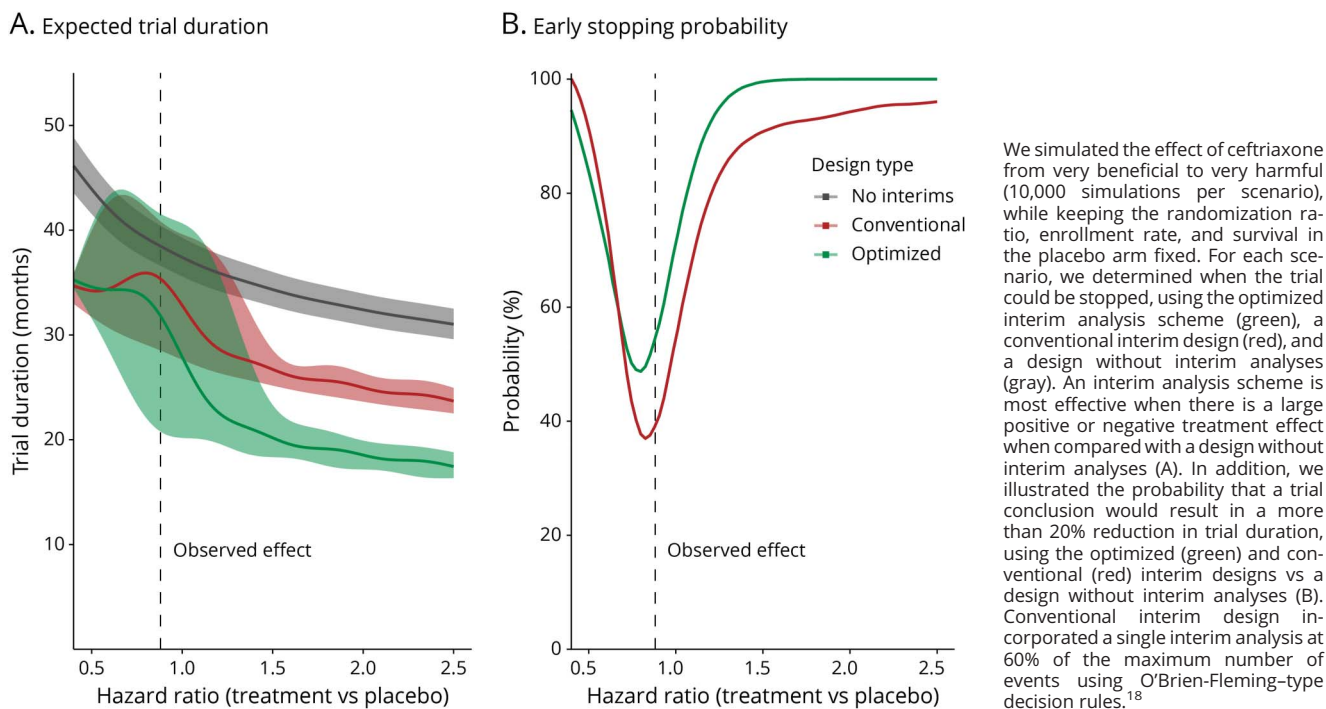 A. Expected trial duration
50
40
30
20
10
Trial duration (months)
0.5 1.0 1.5 2.0 2.5
Hazard ratio (treatment vs placebo)
Observed effect
B. Early stopping probability
100
80
60
40
20
0
Probability (%)
0.5 1.0 1.5 2.0 2.5
Hazard ratio (treatment vs placebo)
Observed effect
Design type
No interims
Conventional
Optimized
We simulated the effect of ceftriaxone
from very beneficial to very harmful
(10,000 simulations per scenario),
while keeping the randomization ra-
tio, enrollment rate, and survival in
the placebo arm fixed. For each sce-
nario, we determined when the trial
could be stopped, using the optimized
interim analysis scheme (green), a
conventional interim design (red), and
a design without interim analyses
(gray). An interim analysis scheme is
most effective when there is a large
positive or negative treatment effect
when compared with a design without
interim analyses (A). In addition, we
illustrated the probability that a trial
conclusion would result in a more
than 20% reduction in trial duration,
using the optimized (green) and con-
ventional (red) interim designs vs a
design without interim analyses (B).
Conventional interim design in-
corporated a single interim analysis at
60% of the maximum number of
events using O'Brien-Fleming–type
decision rules.18